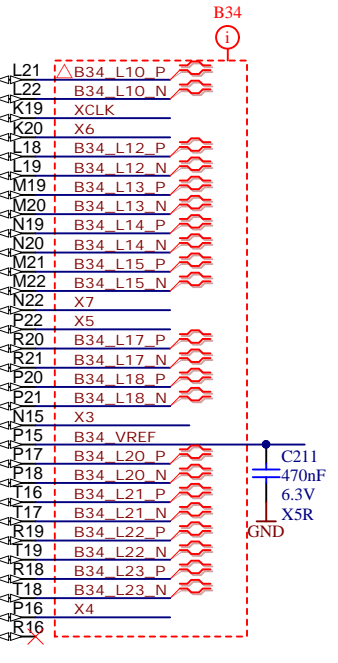 B34
i
L21 B34_L10_P
L22 B34_L10_N
K19 XCLK
K20 X6
L18 B34_L12_P
L19 B34_L12_N
M19 B34_L13_P
M20 B34_L13_N
N19 B34_L14_P
N20 B34_L14_N
M21 B34_L15_P
M22 B34_L15_N
N22 X7
P22 X5
R20 B34_L17_P
R21 B34_L17_N
P20 B34_L18_P
P21 B34_L18_N
N15 X3
P15 B34_VREF
P17 B34_L20_P
P18 B34_L20_N
T16 B34_L21_P
T17 B34_L21_N
R19 B34_L22_P
T19 B34_L22_N
R18 B34_L23_P
T18 B34_L23_N
P16 X4
R16
C211
470nF
6.3V
X5R
GND